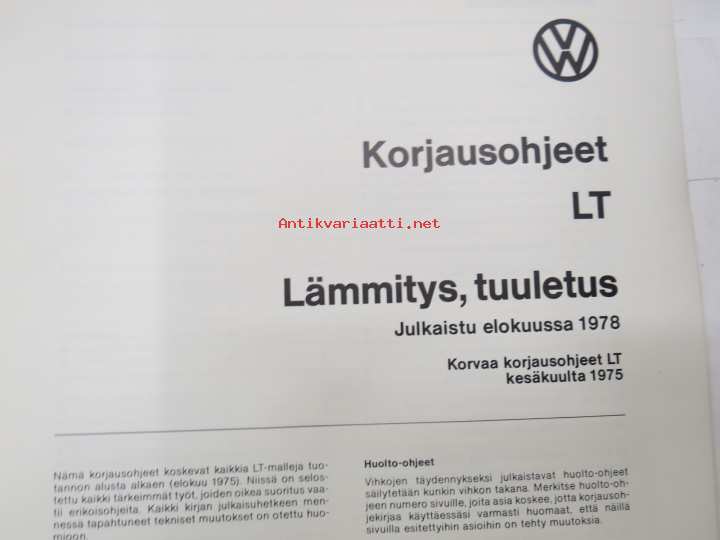 Korjausohjeet
LT
Antikvariaatti.net
Lämmitys, tuuletus
Julkaistu elokuussa 1978
Korvaa korjausohjeet LT
kesäkuulta 1975
Nämä korjausohjeet koskevat kaikkia LT-malleja tuo-
tannon alusta alkaen (elokuu 1975). Niissä on selos-
tettu kaikki tärkeimmät työt, joiden oikea suoritus vaa-
tii erikoisohjeita. Kaikki kirjan julkaisuhetkeen men-
nessä tapahtuneet tekniset muutokset on otettu huo-
mioon.
Huolto-ohjeet
Vihkojen täydennykseksi julkaistavat huolto-ohjeet
säilytetään kunkin vihkon takana. Merkitse huolto-oh-
jeen numero sivuille, joita asia koskee, jotta korjausoh-
jekirjaa käyttäessäsi varmasti huomaat, että näillä
sivuilla esitettyihin asioihin on tehty muutoksia.